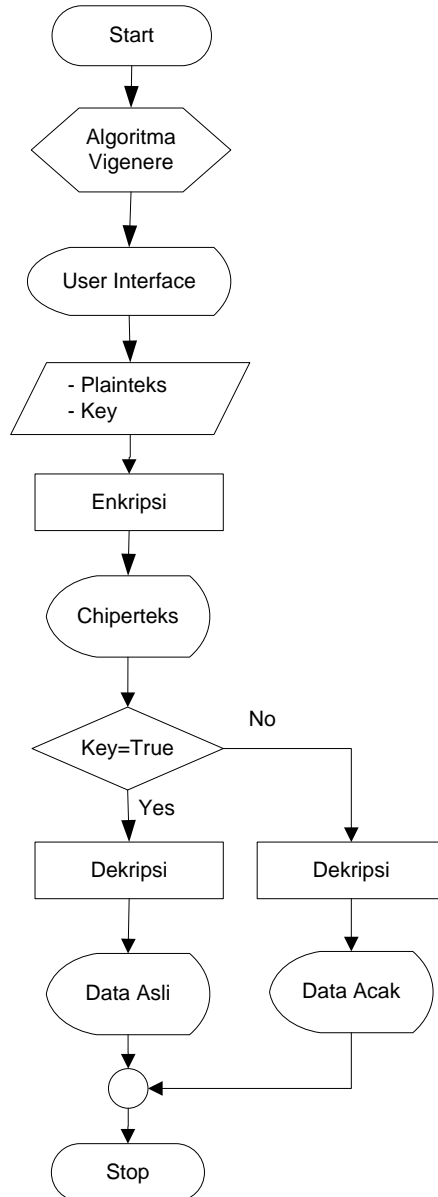 Start
Algoritma
Vigenere
User Interface
- Plainteks
- Key
Enkripsi
Chiperteks
No
Key=True
Yes
Dekripsi
Dekripsi
Data Asli
Data Acak
Stop